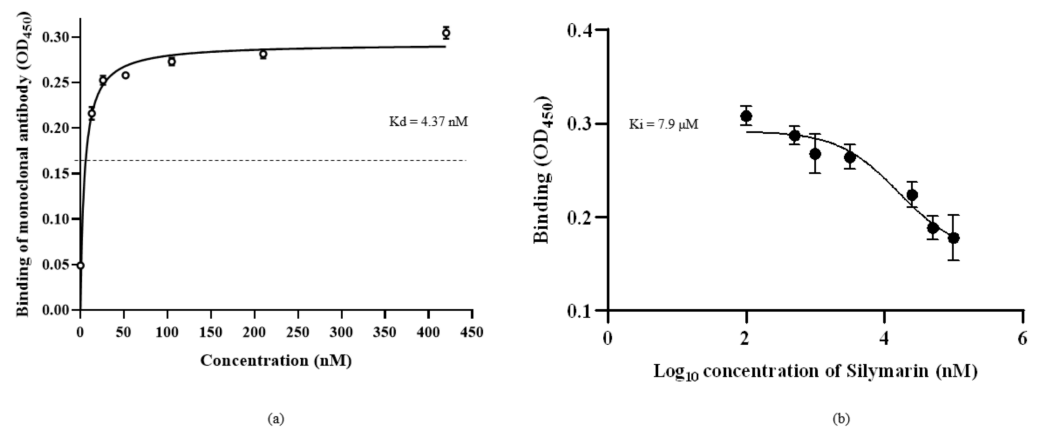 Binding of monoclonal antibody (OD450)
0.30
0.25
0.20
0.15
0.10
0.05
0.00
Kd = 4.37 nM
0 50 100 150 200 250 300 350 400 450
Concentration (nM)
(a)
Binding (OD450)
0.4
0.3
0.2
0.1
Ki = 7.9 μM
0 2 4 6
Log10 concentration of Silymarin (nM)
(b)